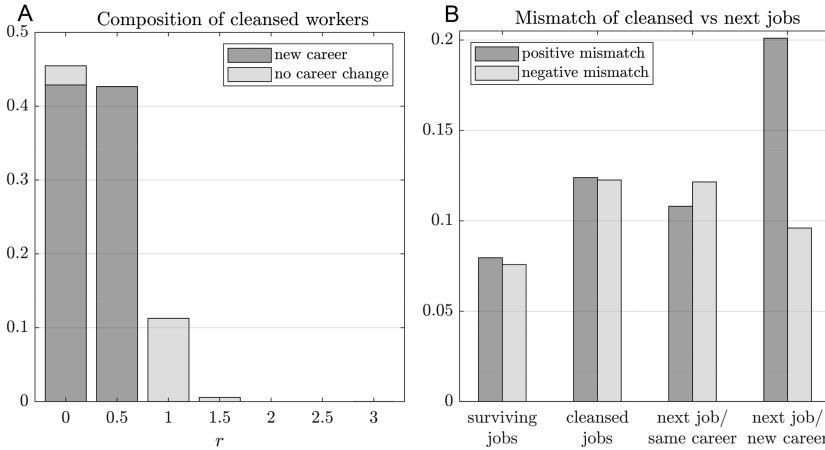 A
Composition of cleansed workers
0.5
0.4
0.3
0.2
0.1
0
new career
no career change
0 0.5 1 1.5 2 2.5 3
r
B
Mismatch of cleansed vs next jobs
0.2
0.15
0.1
0.05
0
positive mismatch
negative mismatch
surviving cleansed next job/ next job/
jobs jobs same career new career